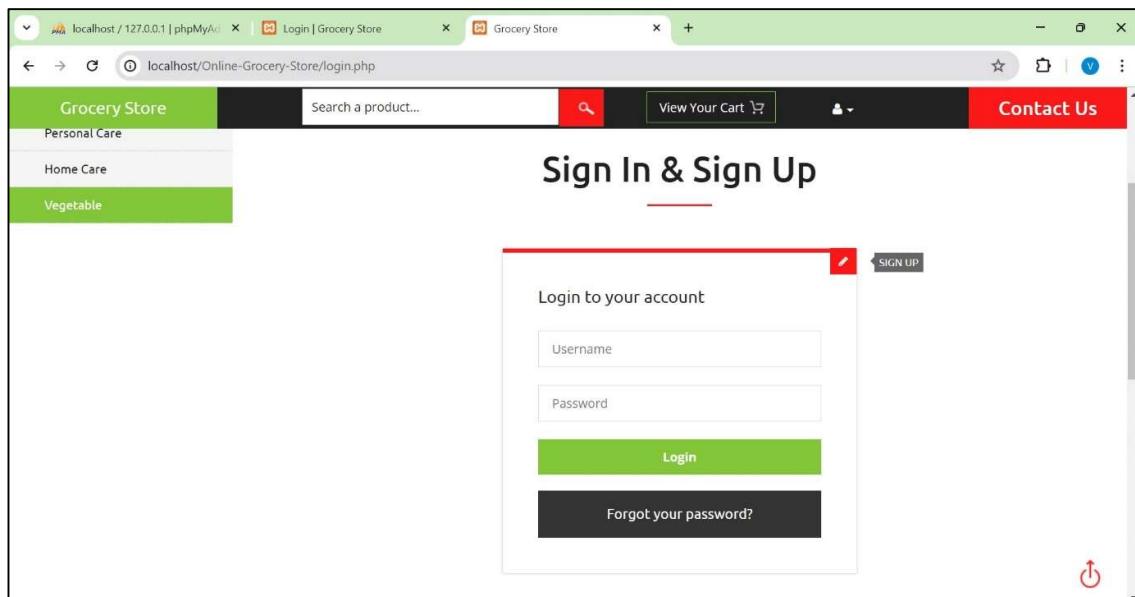 localhost / 127.0.0.1 | phpMyAd
Login | Grocery Store
Grocery Store
localhost/Online-Grocery-Store/login.php
V
Grocery Store
Search a product...
View Your Cart
Contact Us
Personal Care
Home Care
Vegetable
Sign In & Sign Up
SIGN UP
Login to your account
Username
Password
Login
Forgot your password?